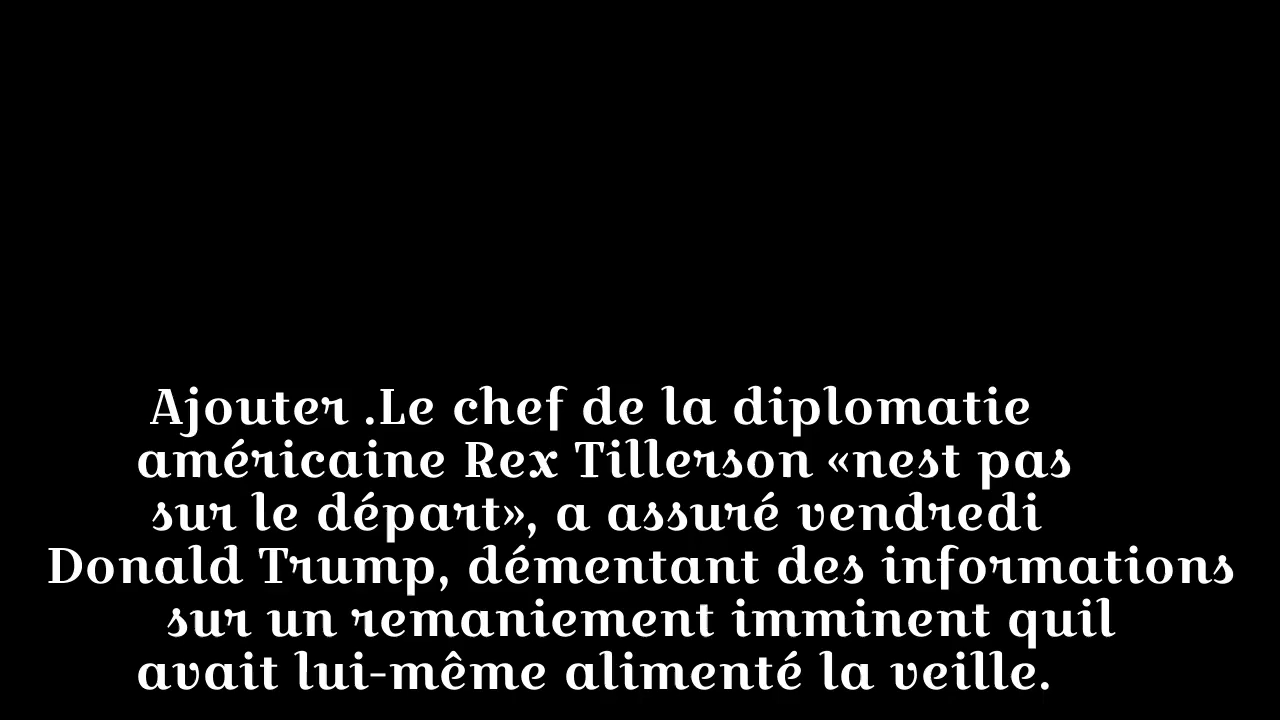 Ajouter .Le chef de la diplomatie
américaine Rex Tillerson «nest pas
sur le départ», a assuré vendredi
Donald Trump, démentant des informations
sur un remaniement imminent quil
avait lui-même alimenté la veille.